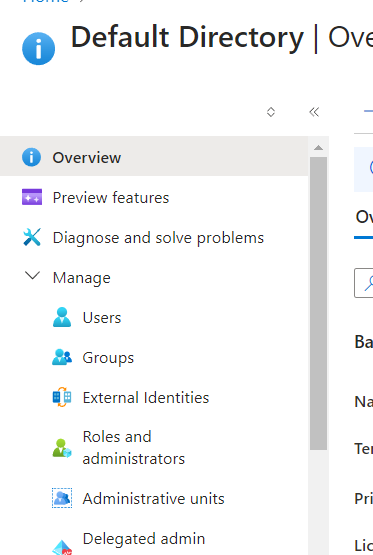 Home
Default Directory | Ove
Overview
Preview features
Diagnose and solve problems
Manage
Users
Groups
External Identities
Roles and
administrators
Administrative units
Delegated admin
Ov
Ba
Na
Ter
Pri
Lic